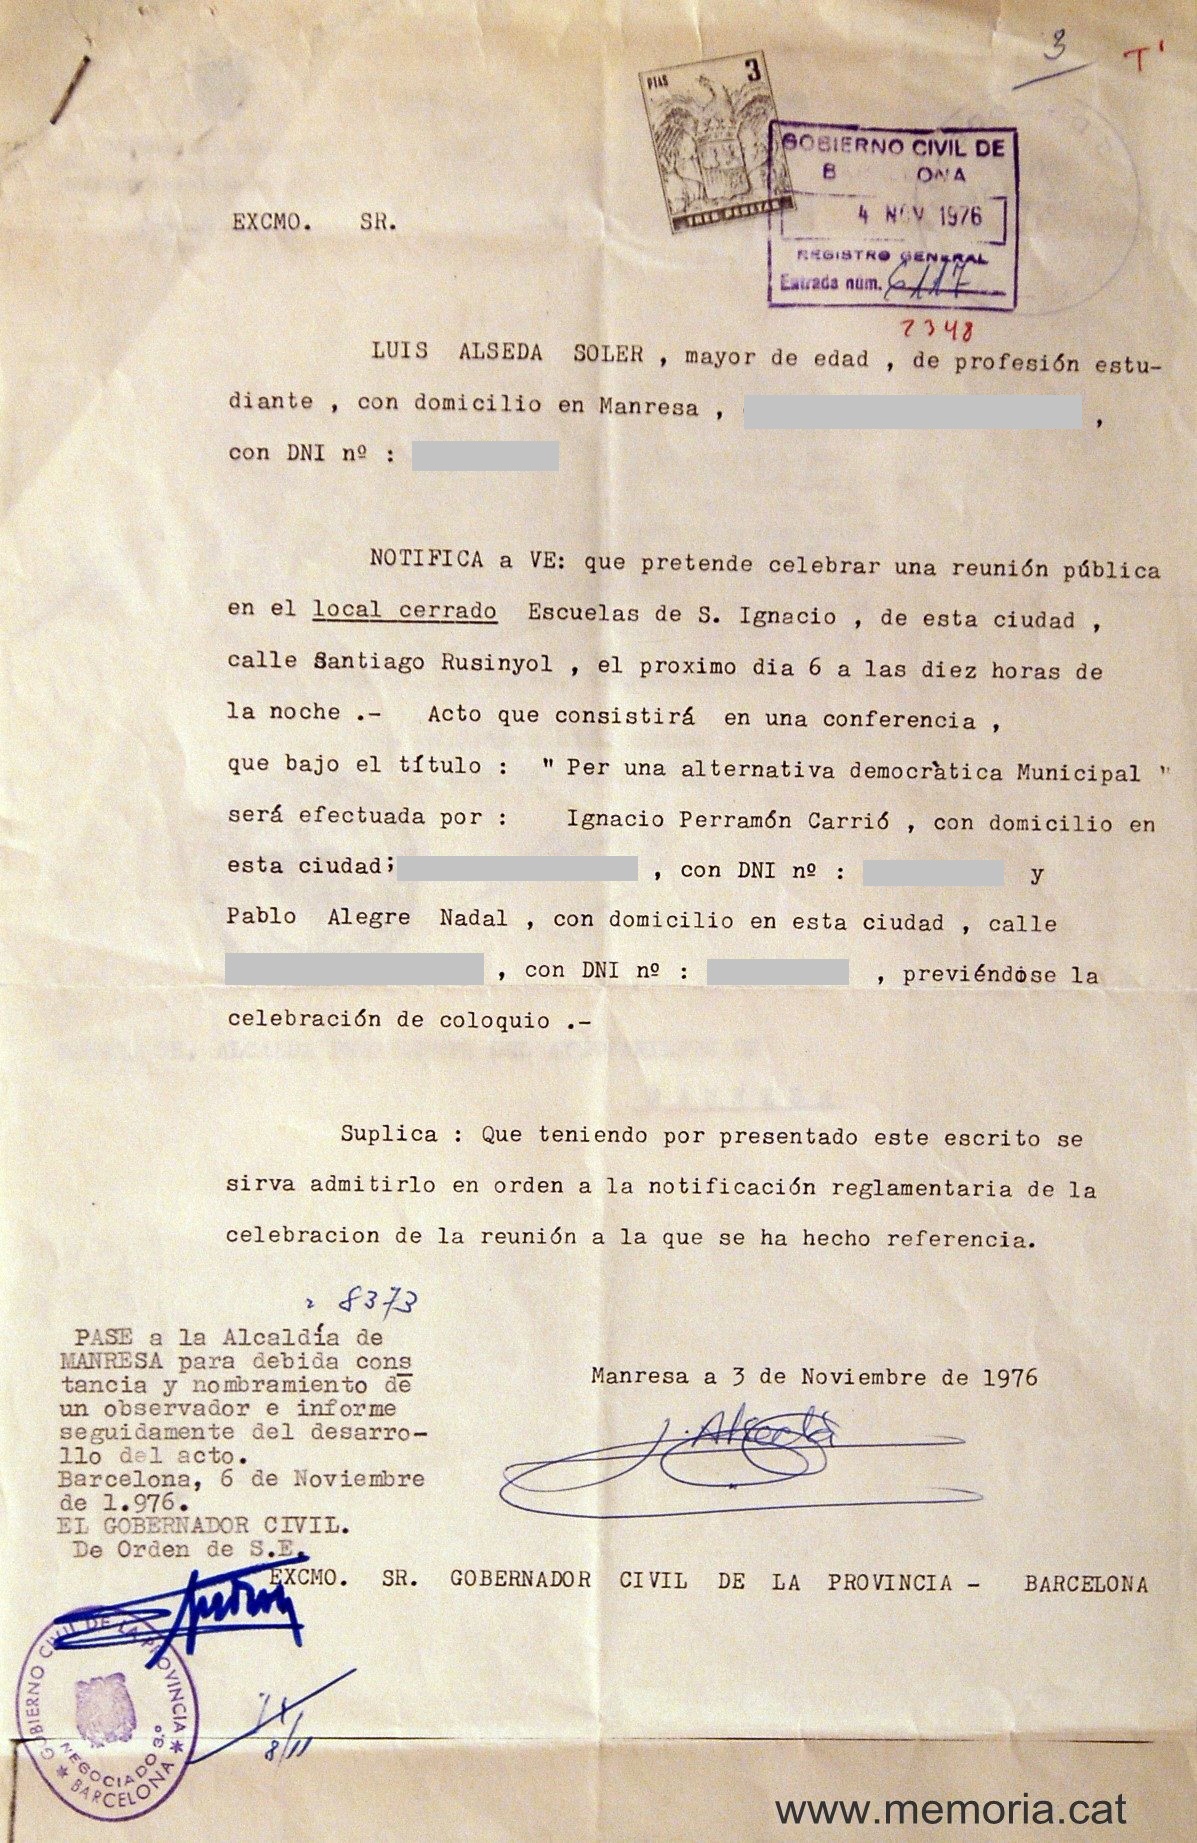 3 T'
PTAS 3
GOBIERNO CIVIL DE
B ONA
4 NOV 1976
REGISTRO GENERAL
Entrada núm. 6117
2348
EXCMO. SR.
LUIS ALSEDA SOLER , mayor de edad , de profesión estu-
diante , con domicilio en Manresa , ,
con DNI nº :
NOTIFICA a VE: que pretende celebrar una reunión pública
en el local cerrado Escuelas de S. Ignacio , de esta ciudad ,
calle Santiago Rusinyol , el proximo dia 6 a las diez horas de
la noche .- Acto que consistirá en una conferencia ,
que bajo el título : " Per una alternativa democràtica Municipal "
será efectuada por : Ignacio Perramón Carrió , con domicilio en
esta ciudad; , con DNI nº : y
Pablo Alegre Nadal , con domicilio en esta ciudad , calle
, con DNI nº : , previéndose la
celebración de coloquio .-
Suplica : Que teniendo por presentado este escrito se
sirva admitirlo en orden a la notificación reglamentaria de la
celebracion de la reunión a la que se ha hecho referencia.
8373
PASE a la Alcaldía de
MANRESA para debida cons
tancia y nombramiento de
un observador e informe
seguidamente del desarro-
llo del acto.
Barcelona, 6 de Noviembre
de 1.976.
EL GOBERNADOR CIVIL.
De Orden de S.E.
Manresa a 3 de Noviembre de 1976
EXCMO. SR. GOBERNADOR CIVIL DE LA PROVINCIA - BARCELONA
GOBIERNO CIVIL DE LA PROVINCIA
NEGOCIADO 3.º
* BARCELONA *
8/11
www.memoria.cat